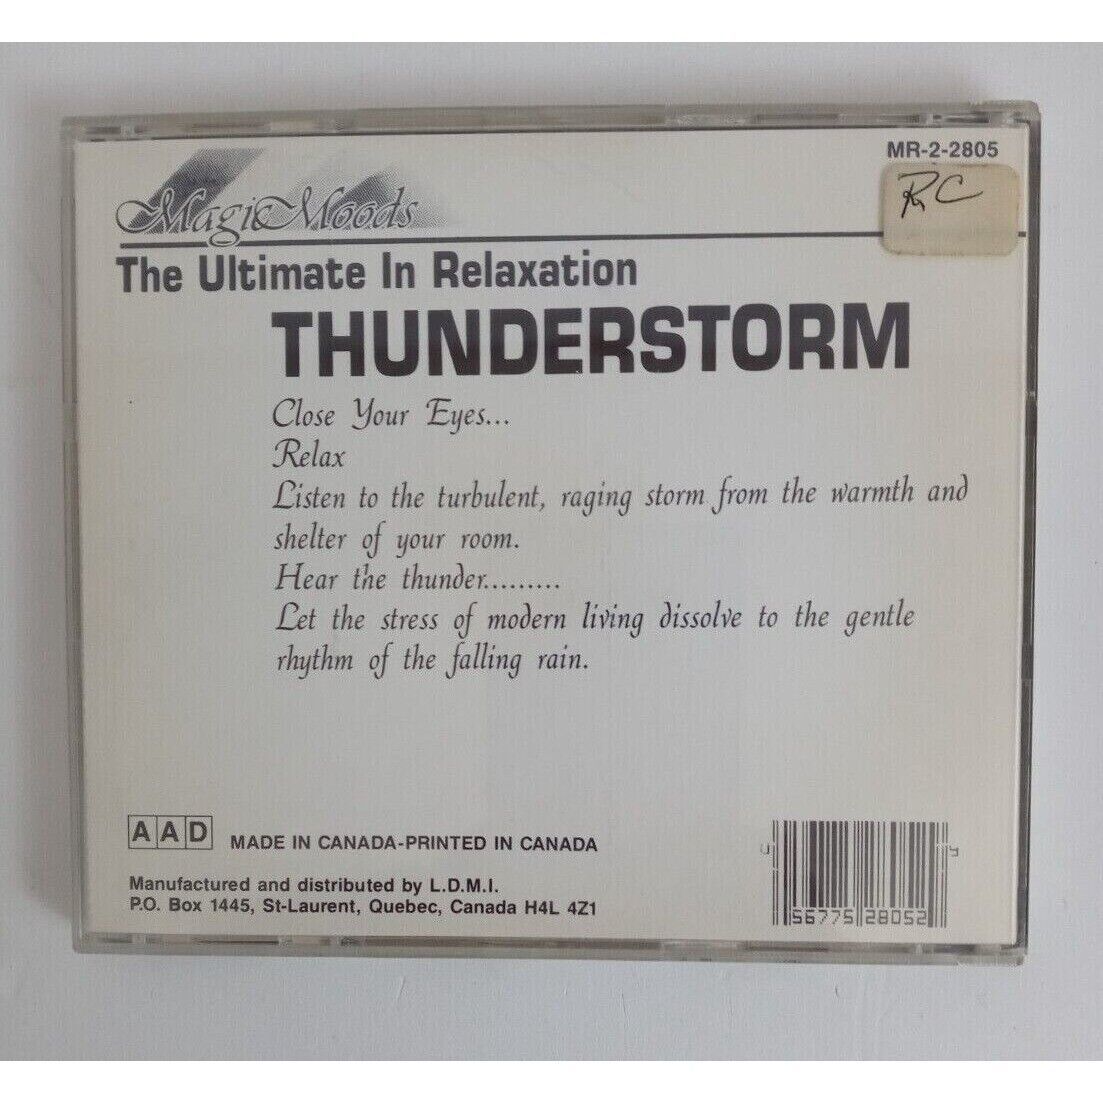 MR-2-2805
RC
Magic Moods
The Ultimate In Relaxation
THUNDERSTORM
Close Your Eyes...
Relax
Listen to the turbulent, raging storm from the warmth and
shelter of your room.
Hear the thunder.........
Let the stress of modern living dissolve to the gentle
rhythm of the falling rain.
AAD MADE IN CANADA-PRINTED IN CANADA
Manufactured and distributed by L.D.M.I.
P.O. Box 1445, St-Laurent, Quebec, Canada H4L 4Z1
56775 28052